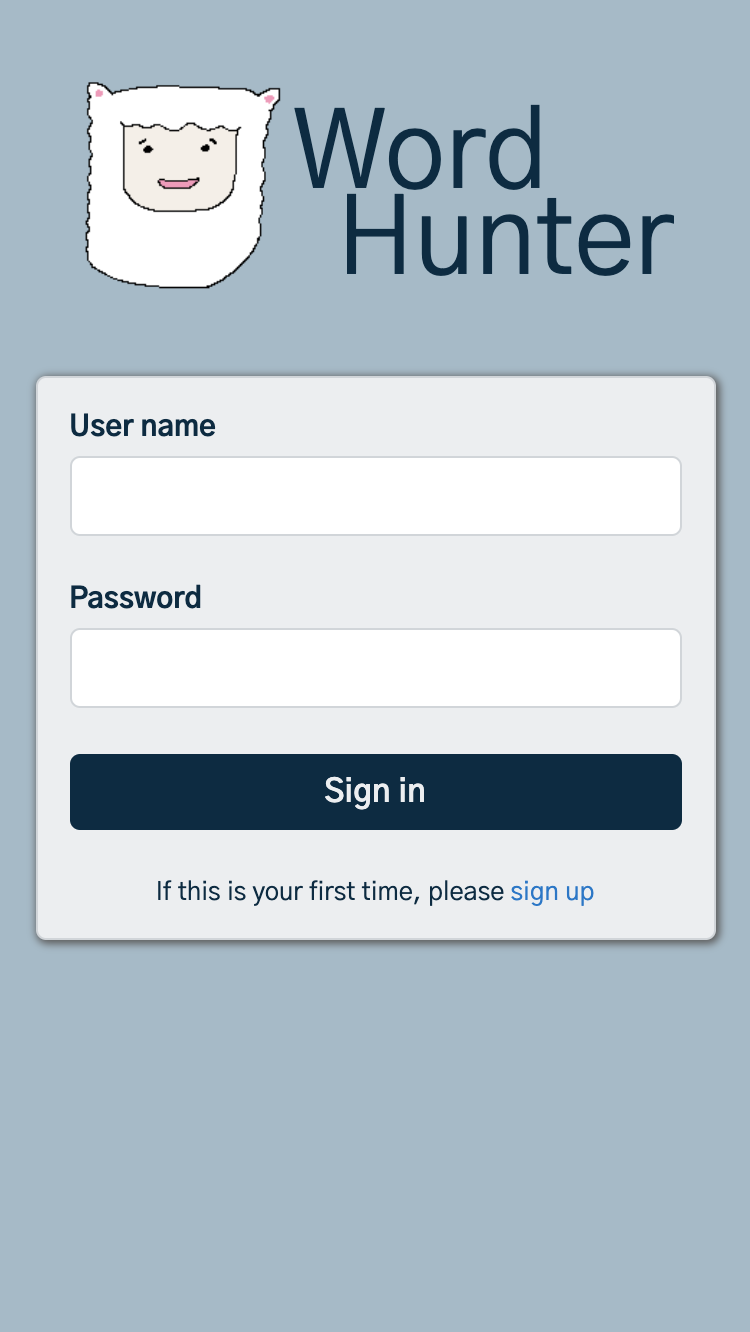 Word
Hunter
User name
Password
Sign in
If this is your first time, please sign up